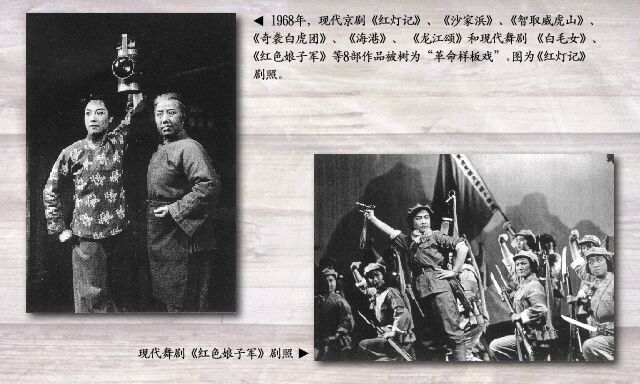 ◀ 1968年，现代京剧《红灯记》、《沙家浜》、《智取威虎山》、
《奇袭白虎团》、《海港》、《龙江颂》和现代舞剧《白毛女》、
《红色娘子军》等8部作品被树为“革命样板戏”。图为《红灯记》
剧照。
现代舞剧《红色娘子军》剧照 ▶